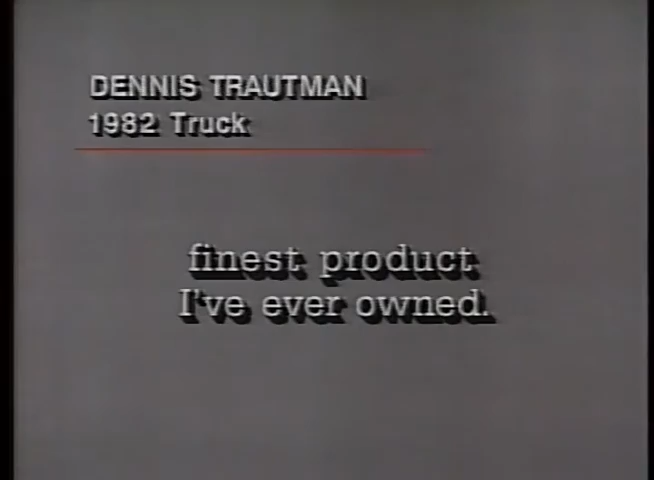 DENNIS TRAUTMAN
1982 Truck
finest product
I've ever owned.